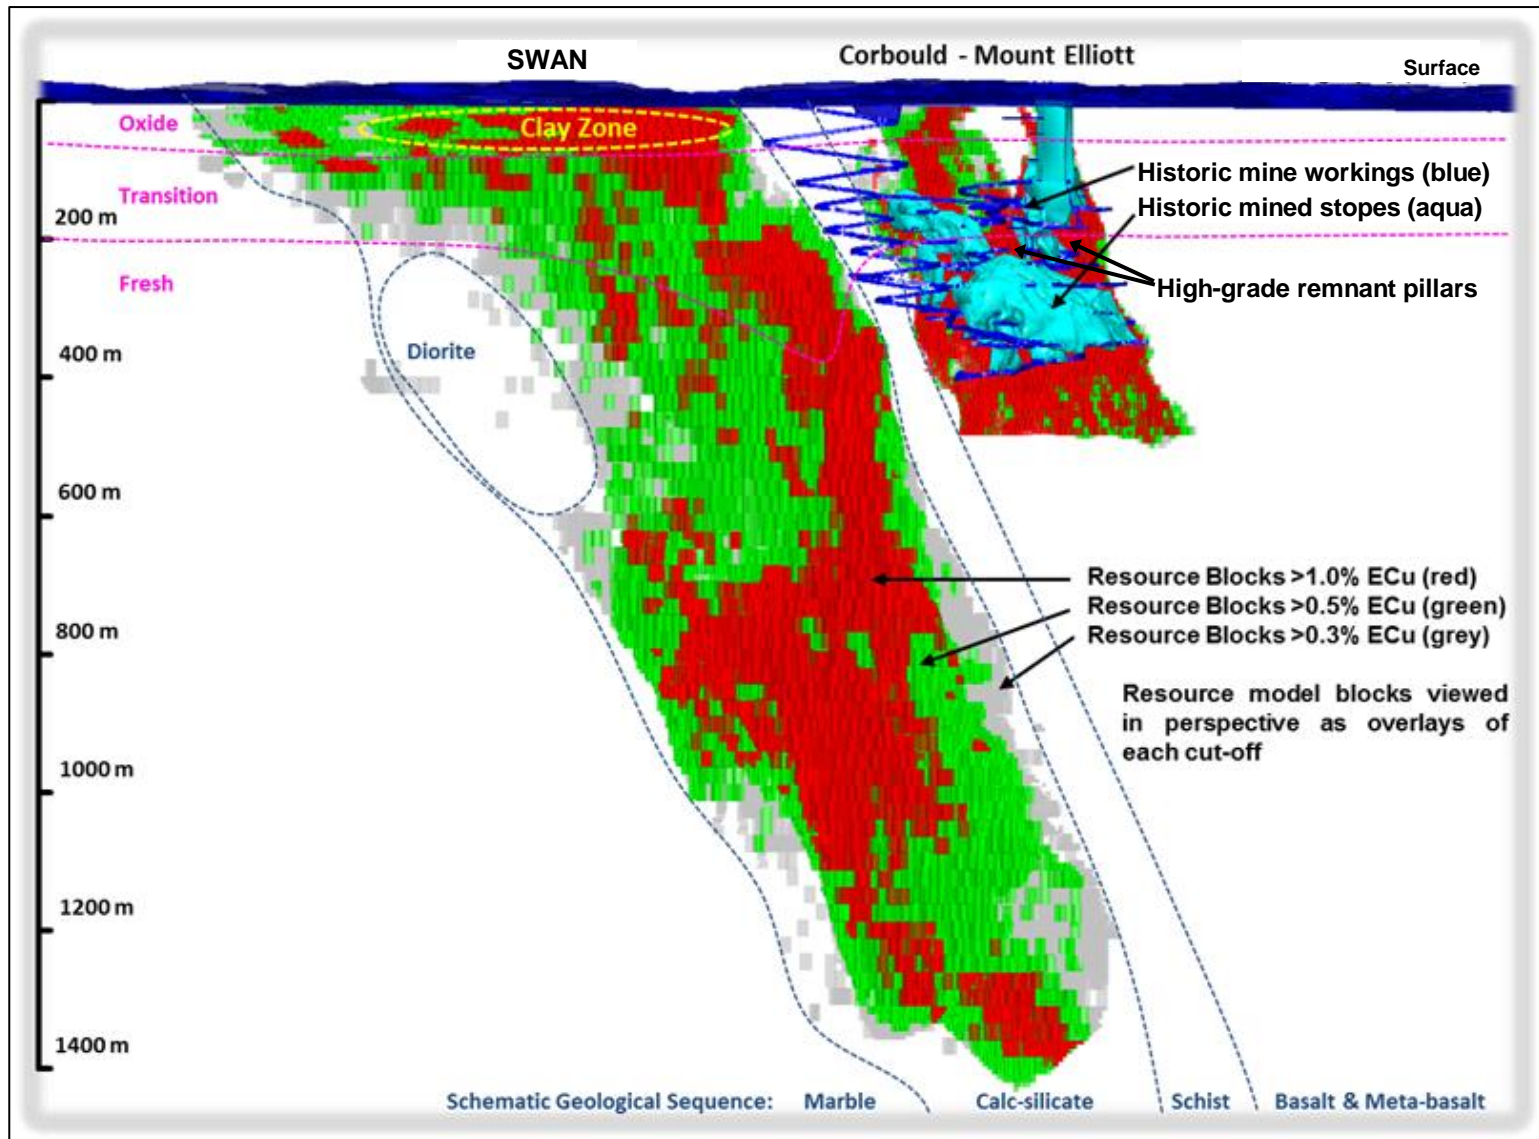 SWAN
Corbould - Mount Elliott
Surface
Oxide
Clay Zone
Historic mine workings (blue)
Transition
Historic mined stopes (aqua)
200 m
Fresh
High-grade remnant pillars
400 m
Diorite
600 m
Resource Blocks >1.0% ECu (red)
Resource Blocks >0.5% ECu (green)
800 m
Resource Blocks >0.3% ECu (grey)
Resource model blocks viewed
in perspective as overlays of
each cut-off
1000 m
1200 m
1400 m
Schematic Geological Sequence: Marble Calc-silicate Schist Basalt & Meta-basalt